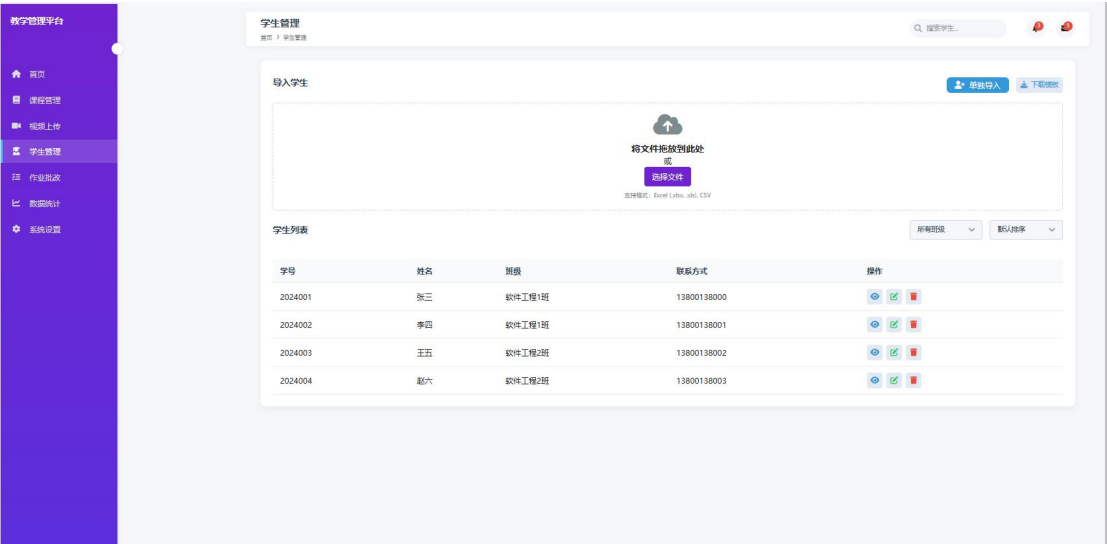 教学管理平台
首页
课程管理
视频上传
学生管理
作业批改
数据统计
系统设置
学生管理
首页 > 学生管理
搜索学生...
3
5
导入学生
单独导入
下载模板
将文件拖放到此处
或
选择文件
支持格式: Excel (.xlsx, .xls), CSV
学生列表
所有班级
默认排序
学号 姓名 班级 联系方式 操作
2024001 张三 软件工程1班 13800138000
2024002 李四 软件工程1班 13800138001
2024003 王五 软件工程2班 13800138002
2024004 赵六 软件工程2班 13800138003